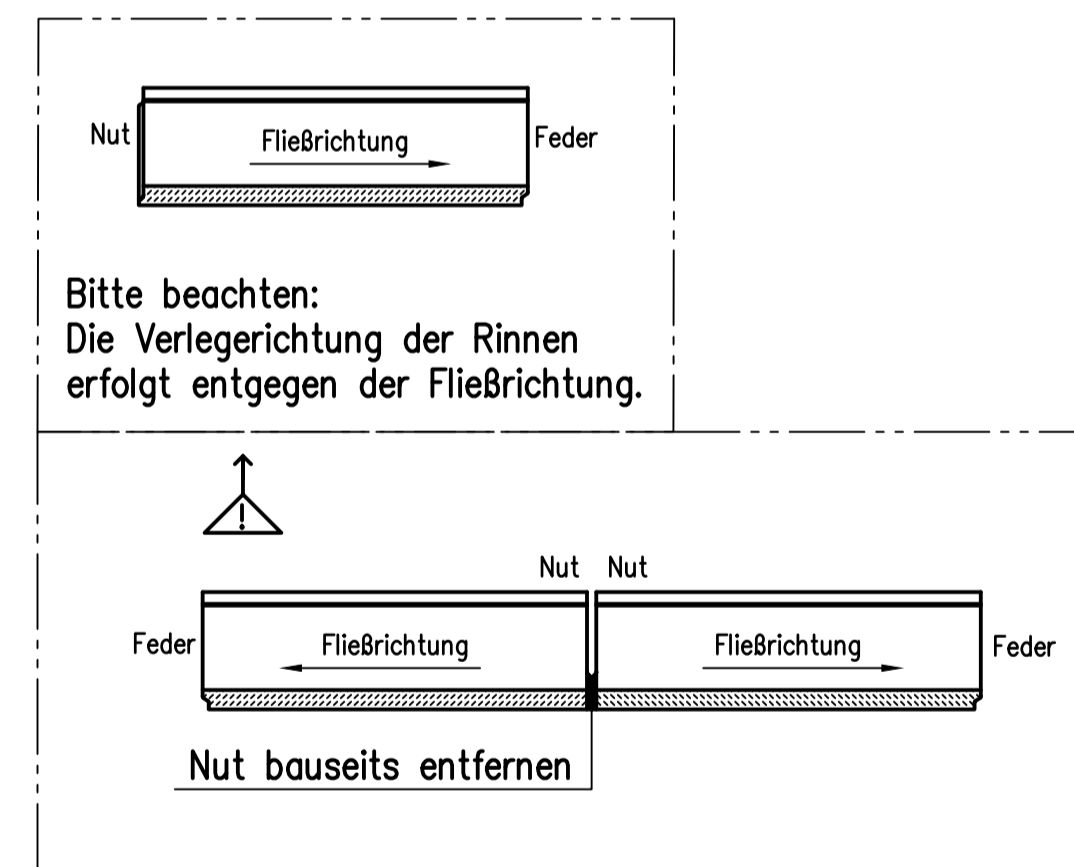 Nut
Fließrichtung
Feder
Bitte beachten:
Die Verlegerichtung der Rinnen
erfolgt entgegen der Fließrichtung.
!
Nut Nut
Feder
Fließrichtung
Fließrichtung
Feder
Nut bauseits entfernen